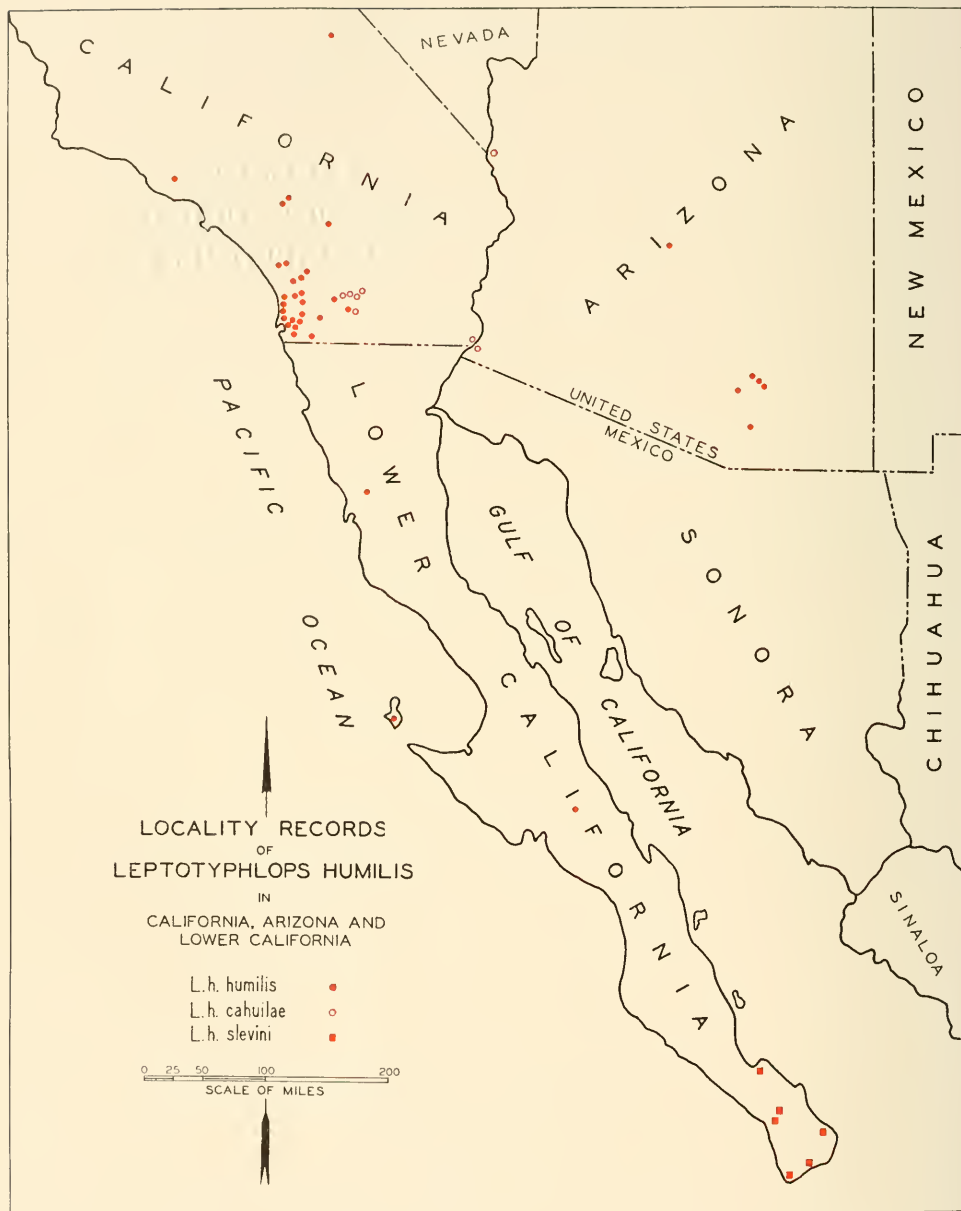 CALIFORNIA
NEVADA
ARIZONA
NEW MEXICO
UNITED STATES
MEXICO
PACIFIC
OCEAN
LOWER
CALIFORNIA
GULF
OF
CALIFORNIA
SONORA
CHIHUAHUA
SINALOA
LOCALITY RECORDS
OF
LEPTOTYPHLOPS HUMILIS
IN
CALIFORNIA, ARIZONA AND
LOWER CALIFORNIA
L.h. humilis
L.h. cahuilae
L.h. slevini
0 25 50 100 200
SCALE OF MILES